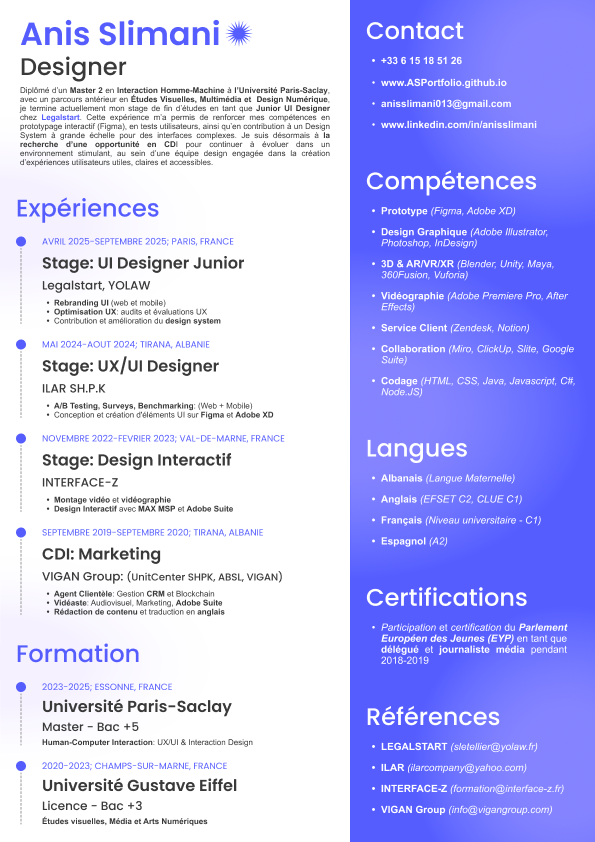 Anis Slimani
Designer
Diplômé d'un Master 2 en Interaction Homme-Machine à l'Université Paris-Saclay,
avec un parcours antérieur en Études Visuelles, Multimédia et Design Numérique,
je termine actuellement mon stage de fin d'études en tant que Junior UI Designer
chez Legalstart. Cette expérience m'a permis de renforcer mes compétences en
prototypage interactif (Figma), en tests utilisateurs, ainsi qu'en contribution à un Design
System à grande échelle pour des interfaces complexes. Je suis désormais à la
recherche d'une opportunité en CDI pour continuer à évoluer dans un
environnement stimulant, au sein d'une équipe design engagée dans la création
d'expériences utilisateurs utiles, claires et accessibles.
Expériences
AVRIL 2025-SEPTEMBRE 2025; PARIS, FRANCE
Stage: UI Designer Junior
Legalstart, YOLAW
• Rebranding UI (web et mobile)
• Optimisation UX: audits et évaluations UX
• Contribution et amélioration du design system
MAI 2024-AOUT 2024; TIRANA, ALBANIE
Stage: UX/UI Designer
ILAR SH.P.K
• A/B Testing, Surveys, Benchmarking: (Web + Mobile)
• Conception et création d'éléments UI sur Figma et Adobe XD
NOVEMBRE 2022-FEVRIER 2023; VAL-DE-MARNE, FRANCE
Stage: Design Interactif
INTERFACE-Z
• Montage vidéo et vidéographie
• Design Interactif avec MAX MSP et Adobe Suite
SEPTEMBRE 2019-SEPTEMBRE 2020; TIRANA, ALBANIE
CDI: Marketing
VIGAN Group: (UnitCenter SHPK, ABSL, VIGAN)
• Agent Clientèle: Gestion CRM et Blockchain
• Vidéaste: Audiovisuel, Marketing, Adobe Suite
• Rédaction de contenu et traduction en anglais
Formation
2023-2025; ESSONNE, FRANCE
Université Paris-Saclay
Master - Bac +5
Human-Computer Interaction: UX/UI & Interaction Design
2020-2023; CHAMPS-SUR-MARNE, FRANCE
Université Gustave Eiffel
Licence - Bac +3
Études visuelles, Média et Arts Numériques
Contact
• +33 6 15 18 51 26
• www.ASPortfolio.github.io
• anisslimani013@gmail.com
• www.linkedin.com/in/anisslimani
Compétences
• Prototype (Figma, Adobe XD)
• Design Graphique (Adobe Illustrator,
Photoshop, InDesign)
• 3D & AR/VR/XR (Blender, Unity, Maya,
360Fusion, Vuforia)
• Vidéographie (Adobe Premiere Pro, After
Effects)
• Service Client (Zendesk, Notion)
• Collaboration (Miro, ClickUp, Slite, Google
Suite)
• Codage (HTML, CSS, Java, Javascript, C#,
Node.JS)
Langues
• Albanais (Langue Maternelle)
• Anglais (EFSET C2, CLUE C1)
• Français (Niveau universitaire - C1)
• Espagnol (A2)
Certifications
• Participation et certification du Parlement
Européen des Jeunes (EYP) en tant que
délégué et journaliste média pendant
2018-2019
Références
• LEGALSTART (sletellier@yolaw.fr)
• ILAR (ilarcompany@yahoo.com)
• INTERFACE-Z (formation@interface-z.fr)
• VIGAN Group (info@vigangroup.com)